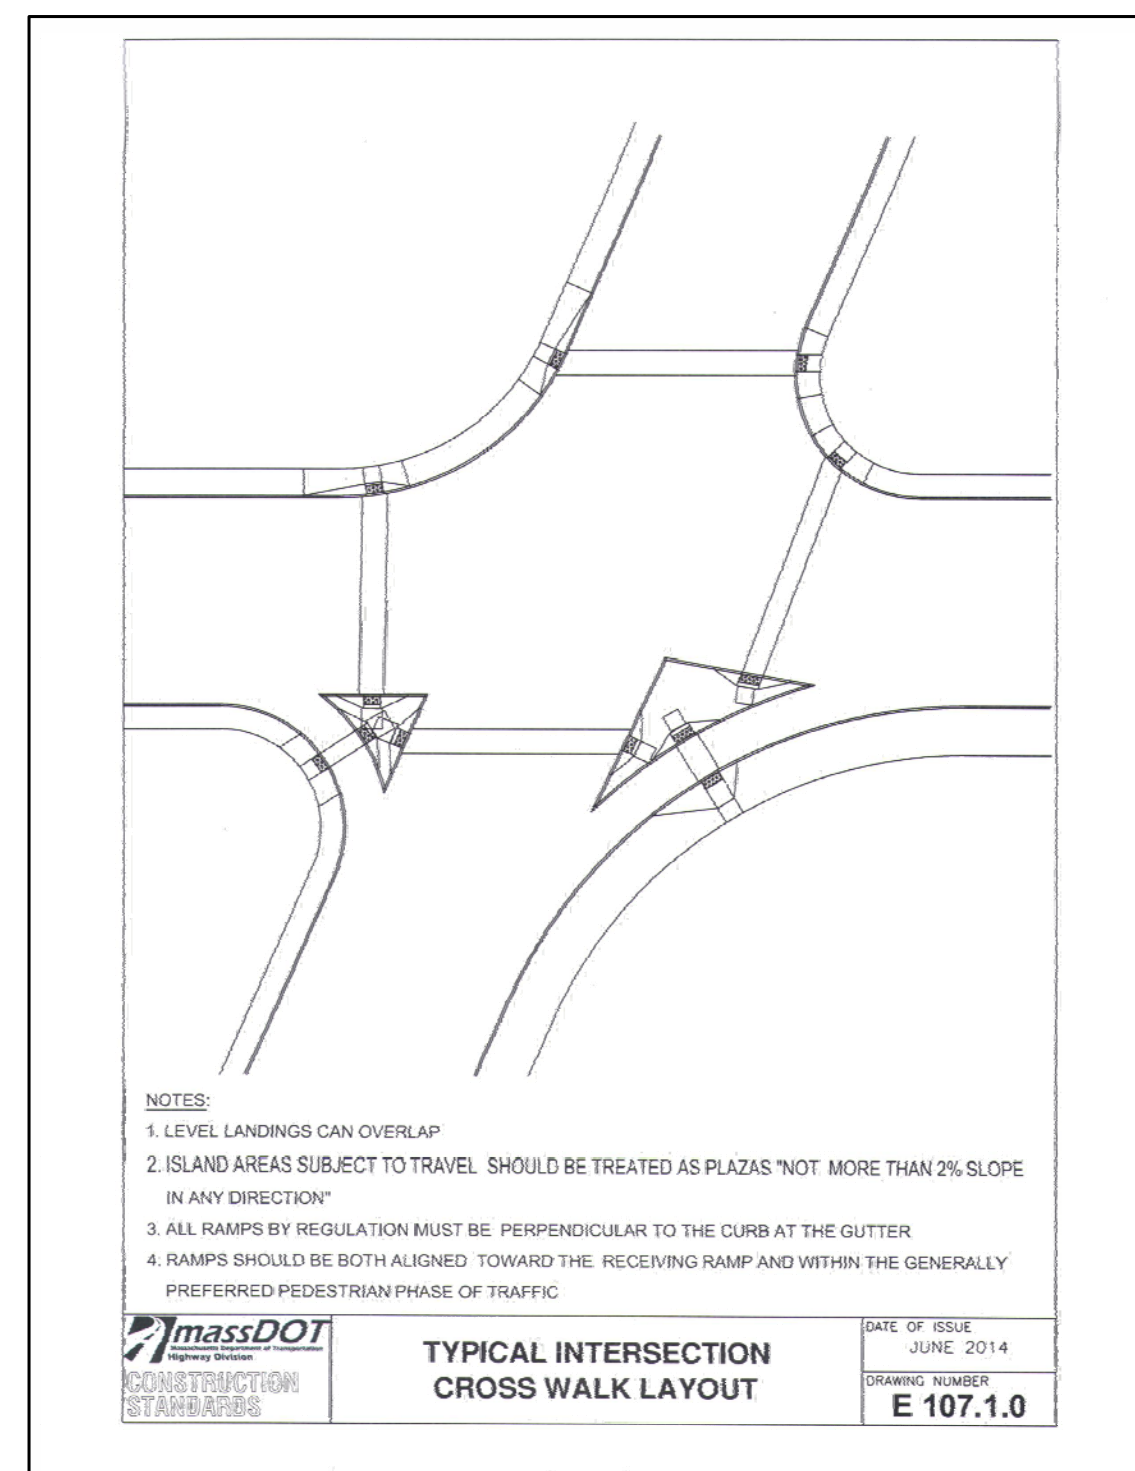 NOTES:
1. LEVEL LANDINGS CAN OVERLAP
2. ISLAND AREAS SUBJECT TO TRAVEL SHOULD BE TREATED AS PLAZAS "NOT MORE THAN 2% SLOPE
IN ANY DIRECTION"
3. ALL RAMPS BY REGULATION MUST BE PERPENDICULAR TO THE CURB AT THE GUTTER
4. RAMPS SHOULD BE BOTH ALIGNED TOWARD THE RECEIVING RAMP AND WITHIN THE GENERALLY
PREFERRED PEDESTRIAN PHASE OF TRAFFIC
massDOT
Massachusetts Department of Transportation
Highway Division
CONSTRUCTION
STANDARDS
TYPICAL INTERSECTION
CROSS WALK LAYOUT
DATE OF ISSUE
JUNE 2014
DRAWING NUMBER
E 107.1.0